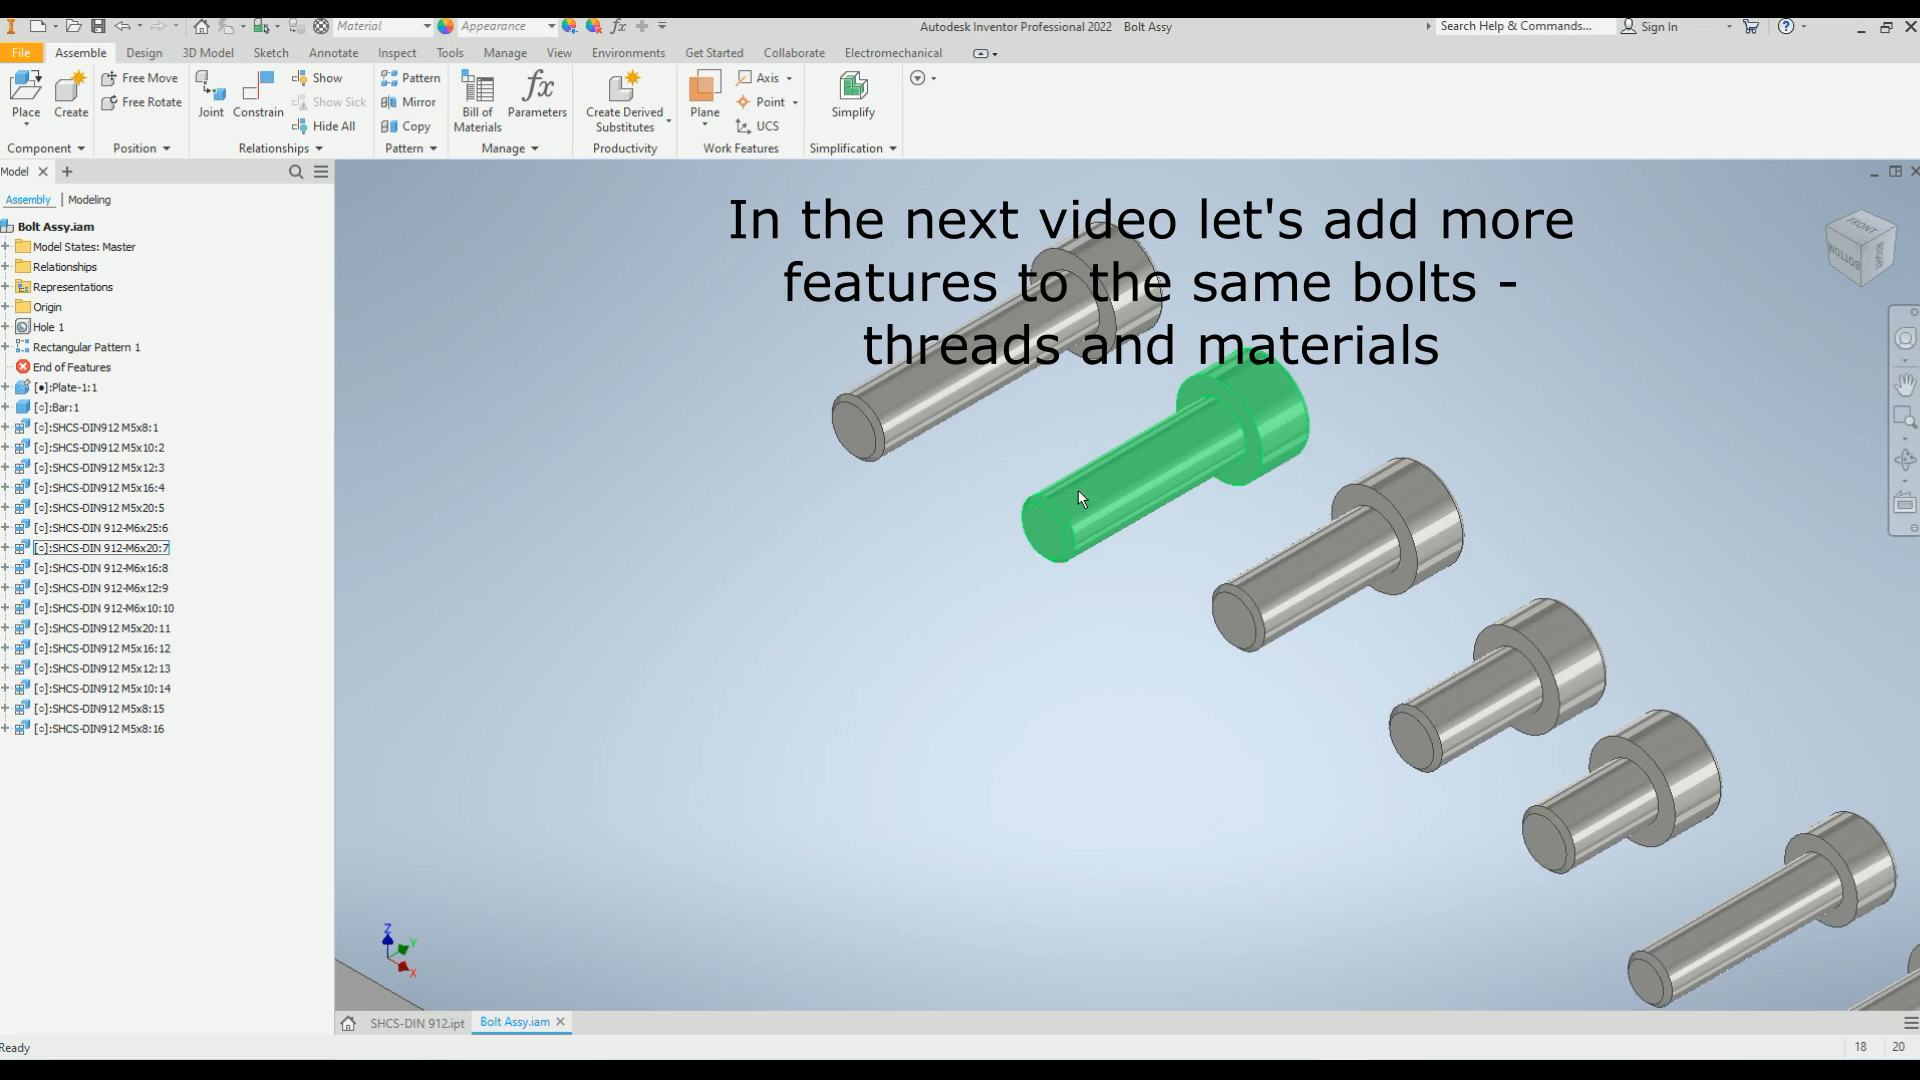 Material
Appearance
Autodesk Inventor Professional 2022 Bolt Assy
Search Help & Commands...
Sign In
File Assemble Design 3D Model Sketch Annotate Inspect Tools Manage View Environments Get Started Collaborate Electromechanical
Place
Create
Free Move
Free Rotate
Joint
Constrain
Show
Show Sick
Hide All
Pattern
Mirror
Copy
Bill of
Materials
Parameters
Create Derived
Substitutes
Plane
Axis
Point
UCS
Simplify
Component Position Relationships Pattern Manage Productivity Work Features Simplification
Model
Assembly | Modeling
Bolt Assy.iam
Model States: Master
Relationships
Representations
Origin
Hole 1
Rectangular Pattern 1
End of Features
[●]:Plate-1:1
[○]:Bar:1
[○]:SHCS-DIN912 M5x8:1
[○]:SHCS-DIN912 M5x10:2
[○]:SHCS-DIN912 M5x12:3
[○]:SHCS-DIN912 M5x16:4
[○]:SHCS-DIN912 M5x20:5
[○]:SHCS-DIN 912-M6x25:6
[○]:SHCS-DIN 912-M6x20:7
[○]:SHCS-DIN 912-M6x16:8
[○]:SHCS-DIN 912-M6x12:9
[○]:SHCS-DIN 912-M6x10:10
[○]:SHCS-DIN912 M5x20:11
[○]:SHCS-DIN912 M5x16:12
[○]:SHCS-DIN912 M5x12:13
[○]:SHCS-DIN912 M5x10:14
[○]:SHCS-DIN912 M5x8:15
[○]:SHCS-DIN912 M5x8:16
In the next video let's add more
features to the same bolts -
threads and materials
FRONT
RIGHT
BOTTOM
Z
Y
X
SHCS-DIN 912.ipt
Bolt Assy.iam
Ready
18 20